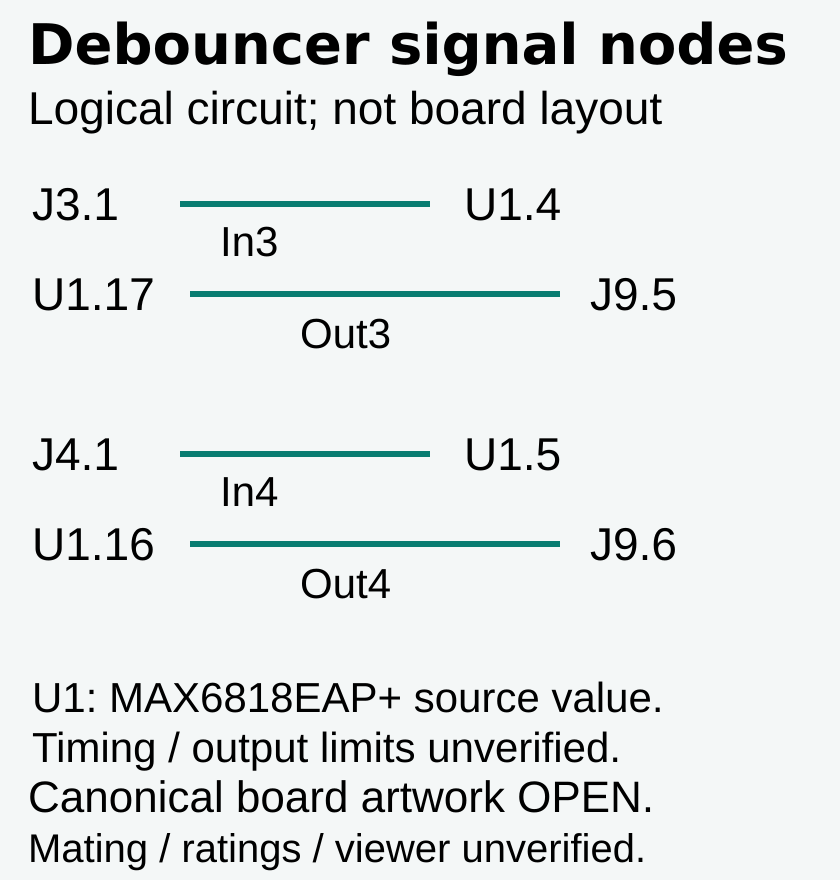 Debouncer signal nodes
Logical circuit; not board layout
J3.1 U1.4
In3
U1.17 J9.5
Out3
J4.1 U1.5
In4
U1.16 J9.6
Out4
U1: MAX6818EAP+ source value.
Timing / output limits unverified.
Canonical board artwork OPEN.
Mating / ratings / viewer unverified.